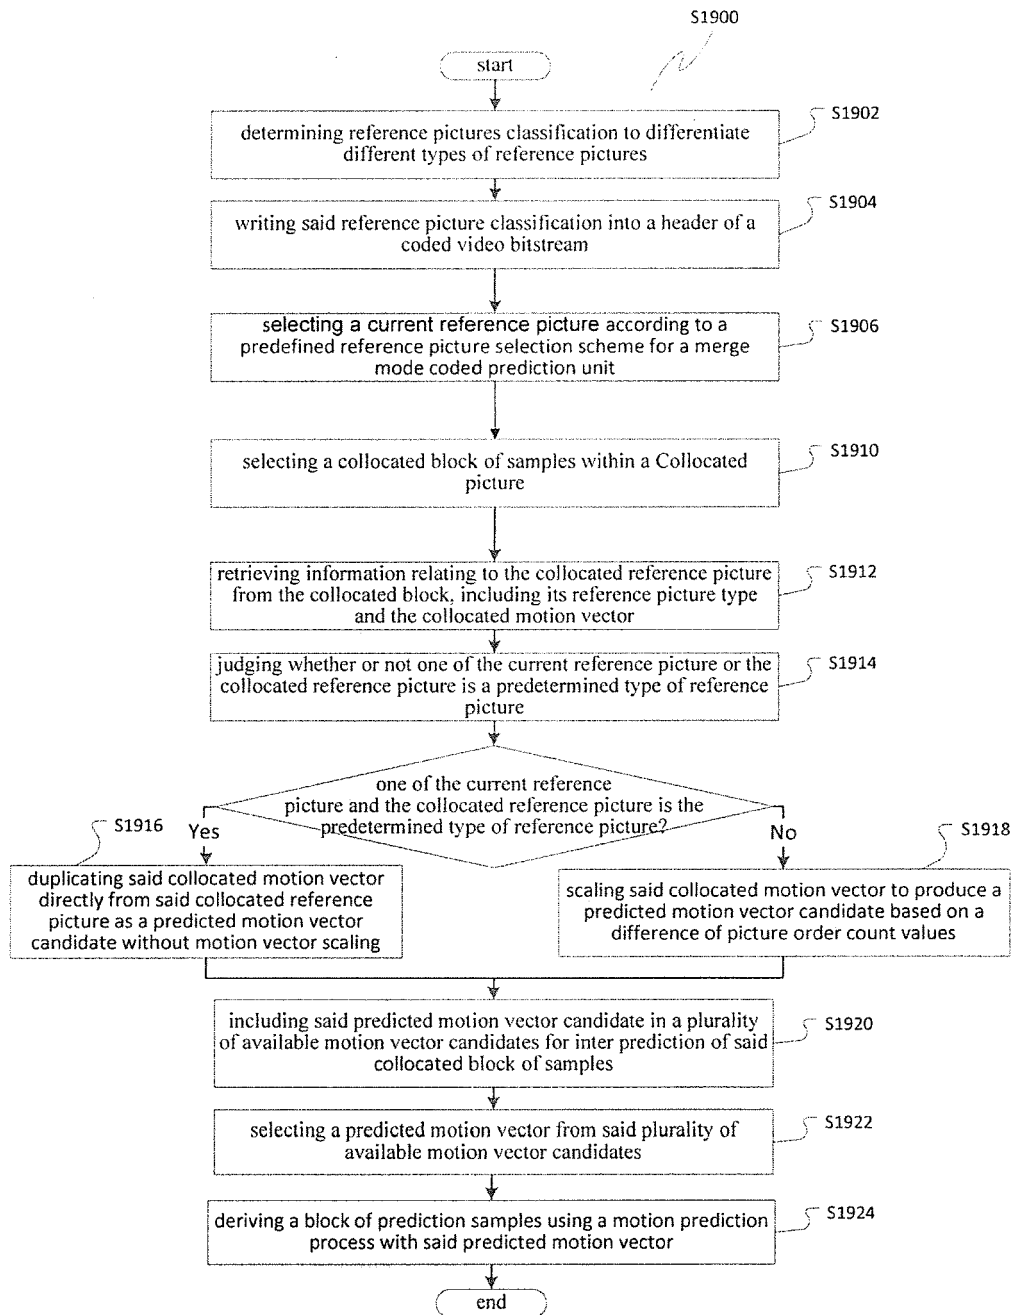 S1900
start
S1902
determining reference pictures classification to differentiate
different types of reference pictures
S1904
writing said reference picture classification into a header of a
coded video bitstream
S1906
selecting a current reference picture according to a
predefined reference picture selection scheme for a merge
mode coded prediction unit
S1910
selecting a collocated block of samples within a Collocated
picture
S1912
retrieving information relating to the collocated reference picture
from the collocated block, including its reference picture type
and the collocated motion vector
S1914
judging whether or not one of the current reference picture or the
collocated reference picture is a predetermined type of reference
picture
one of the current reference
picture and the collocated reference picture is the
predetermined type of reference picture?
S1916
Yes
No
S1918
duplicating said collocated motion vector
directly from said collocated reference
picture as a predicted motion vector
candidate without motion vector scaling
scaling said collocated motion vector to produce a
predicted motion vector candidate based on a
difference of picture order count values
S1920
including said predicted motion vector candidate in a plurality
of available motion vector candidates for inter prediction of said
collocated block of samples
S1922
selecting a predicted motion vector from said plurality of
available motion vector candidates
S1924
deriving a block of prediction samples using a motion prediction
process with said predicted motion vector
end